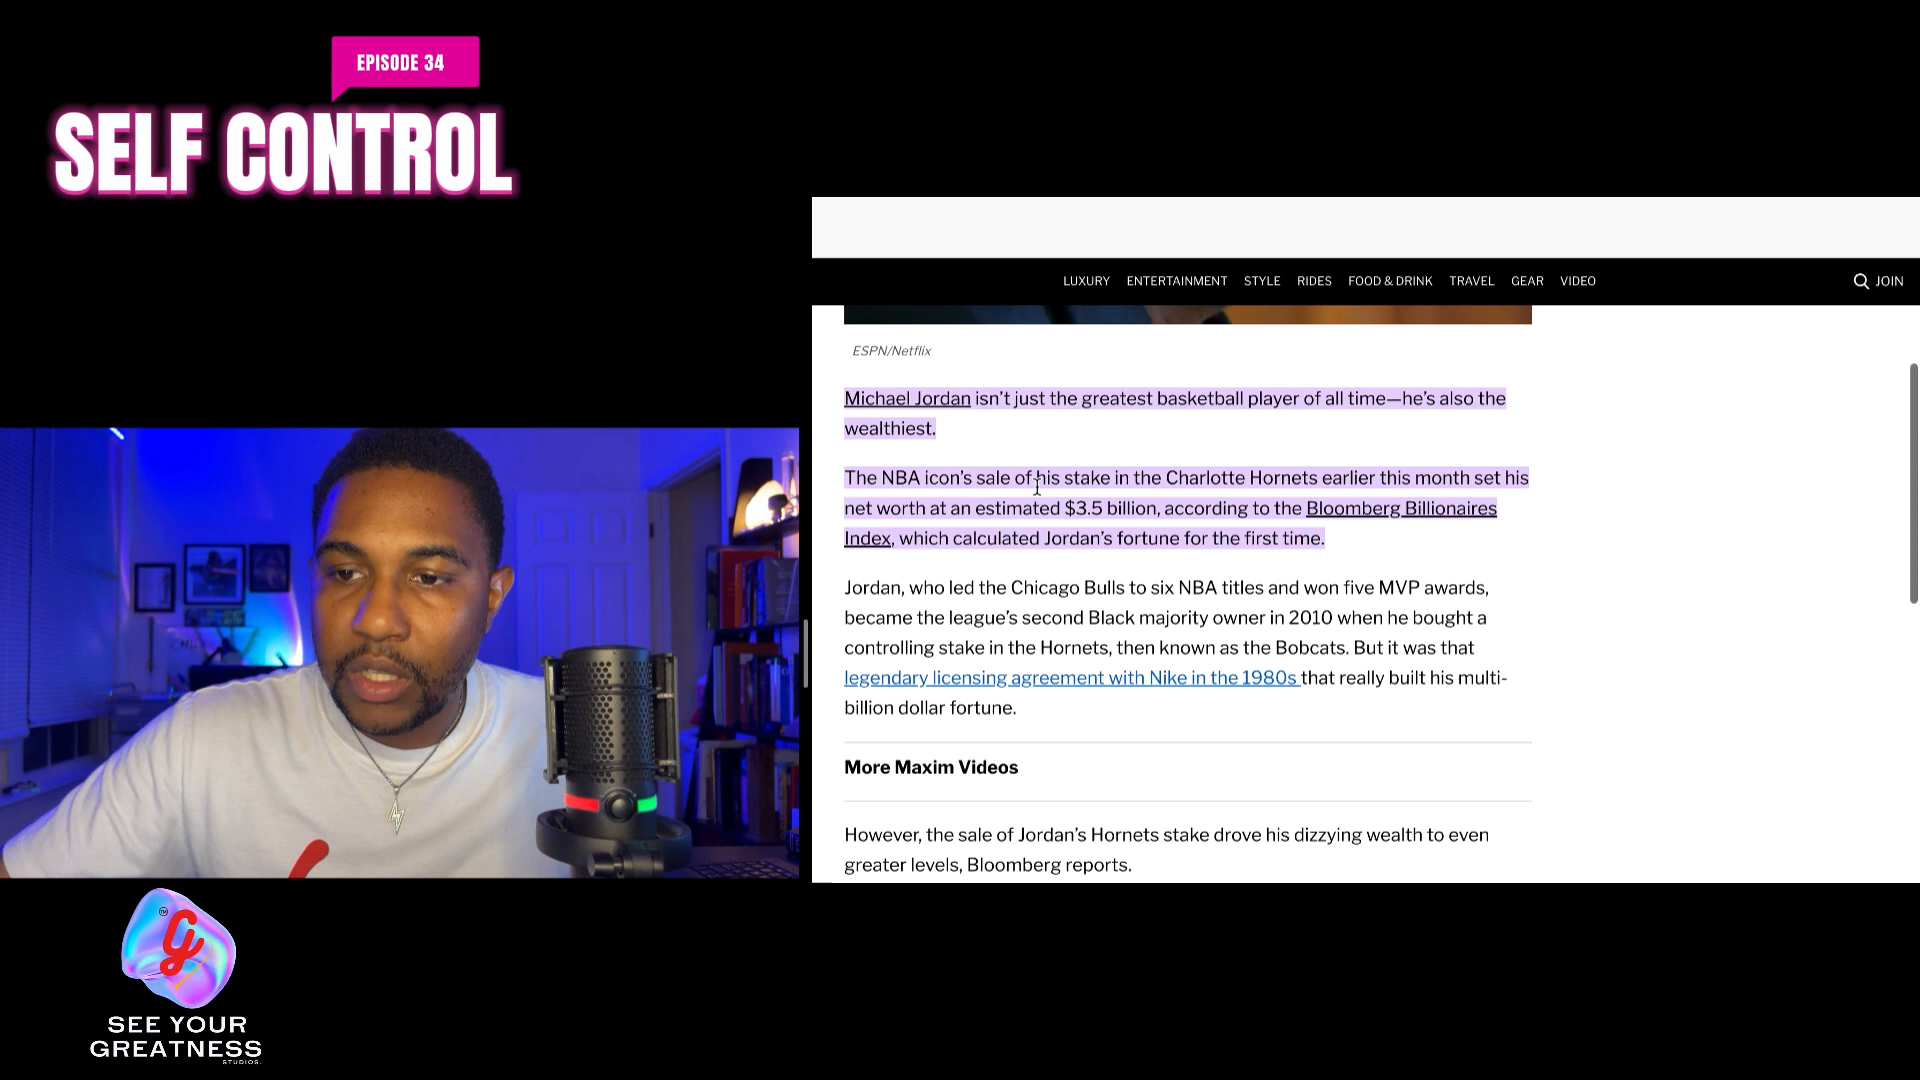 EPISODE 34
SELF CONTROL
LUXURY ENTERTAINMENT STYLE RIDES FOOD & DRINK TRAVEL GEAR VIDEO JOIN
ESPN/Netflix
Michael Jordan isn’t just the greatest basketball player of all time—he’s also the
wealthiest.
The NBA icon’s sale of his stake in the Charlotte Hornets earlier this month set his
net worth at an estimated $3.5 billion, according to the Bloomberg Billionaires
Index, which calculated Jordan’s fortune for the first time.
Jordan, who led the Chicago Bulls to six NBA titles and won five MVP awards,
became the league’s second Black majority owner in 2010 when he bought a
controlling stake in the Hornets, then known as the Bobcats. But it was that
legendary licensing agreement with Nike in the 1980s that really built his multi-
billion dollar fortune.
More Maxim Videos
However, the sale of Jordan’s Hornets stake drove his dizzying wealth to even
greater levels, Bloomberg reports.
TM
G
SEE YOUR
GREATNESS
STUDIOS.